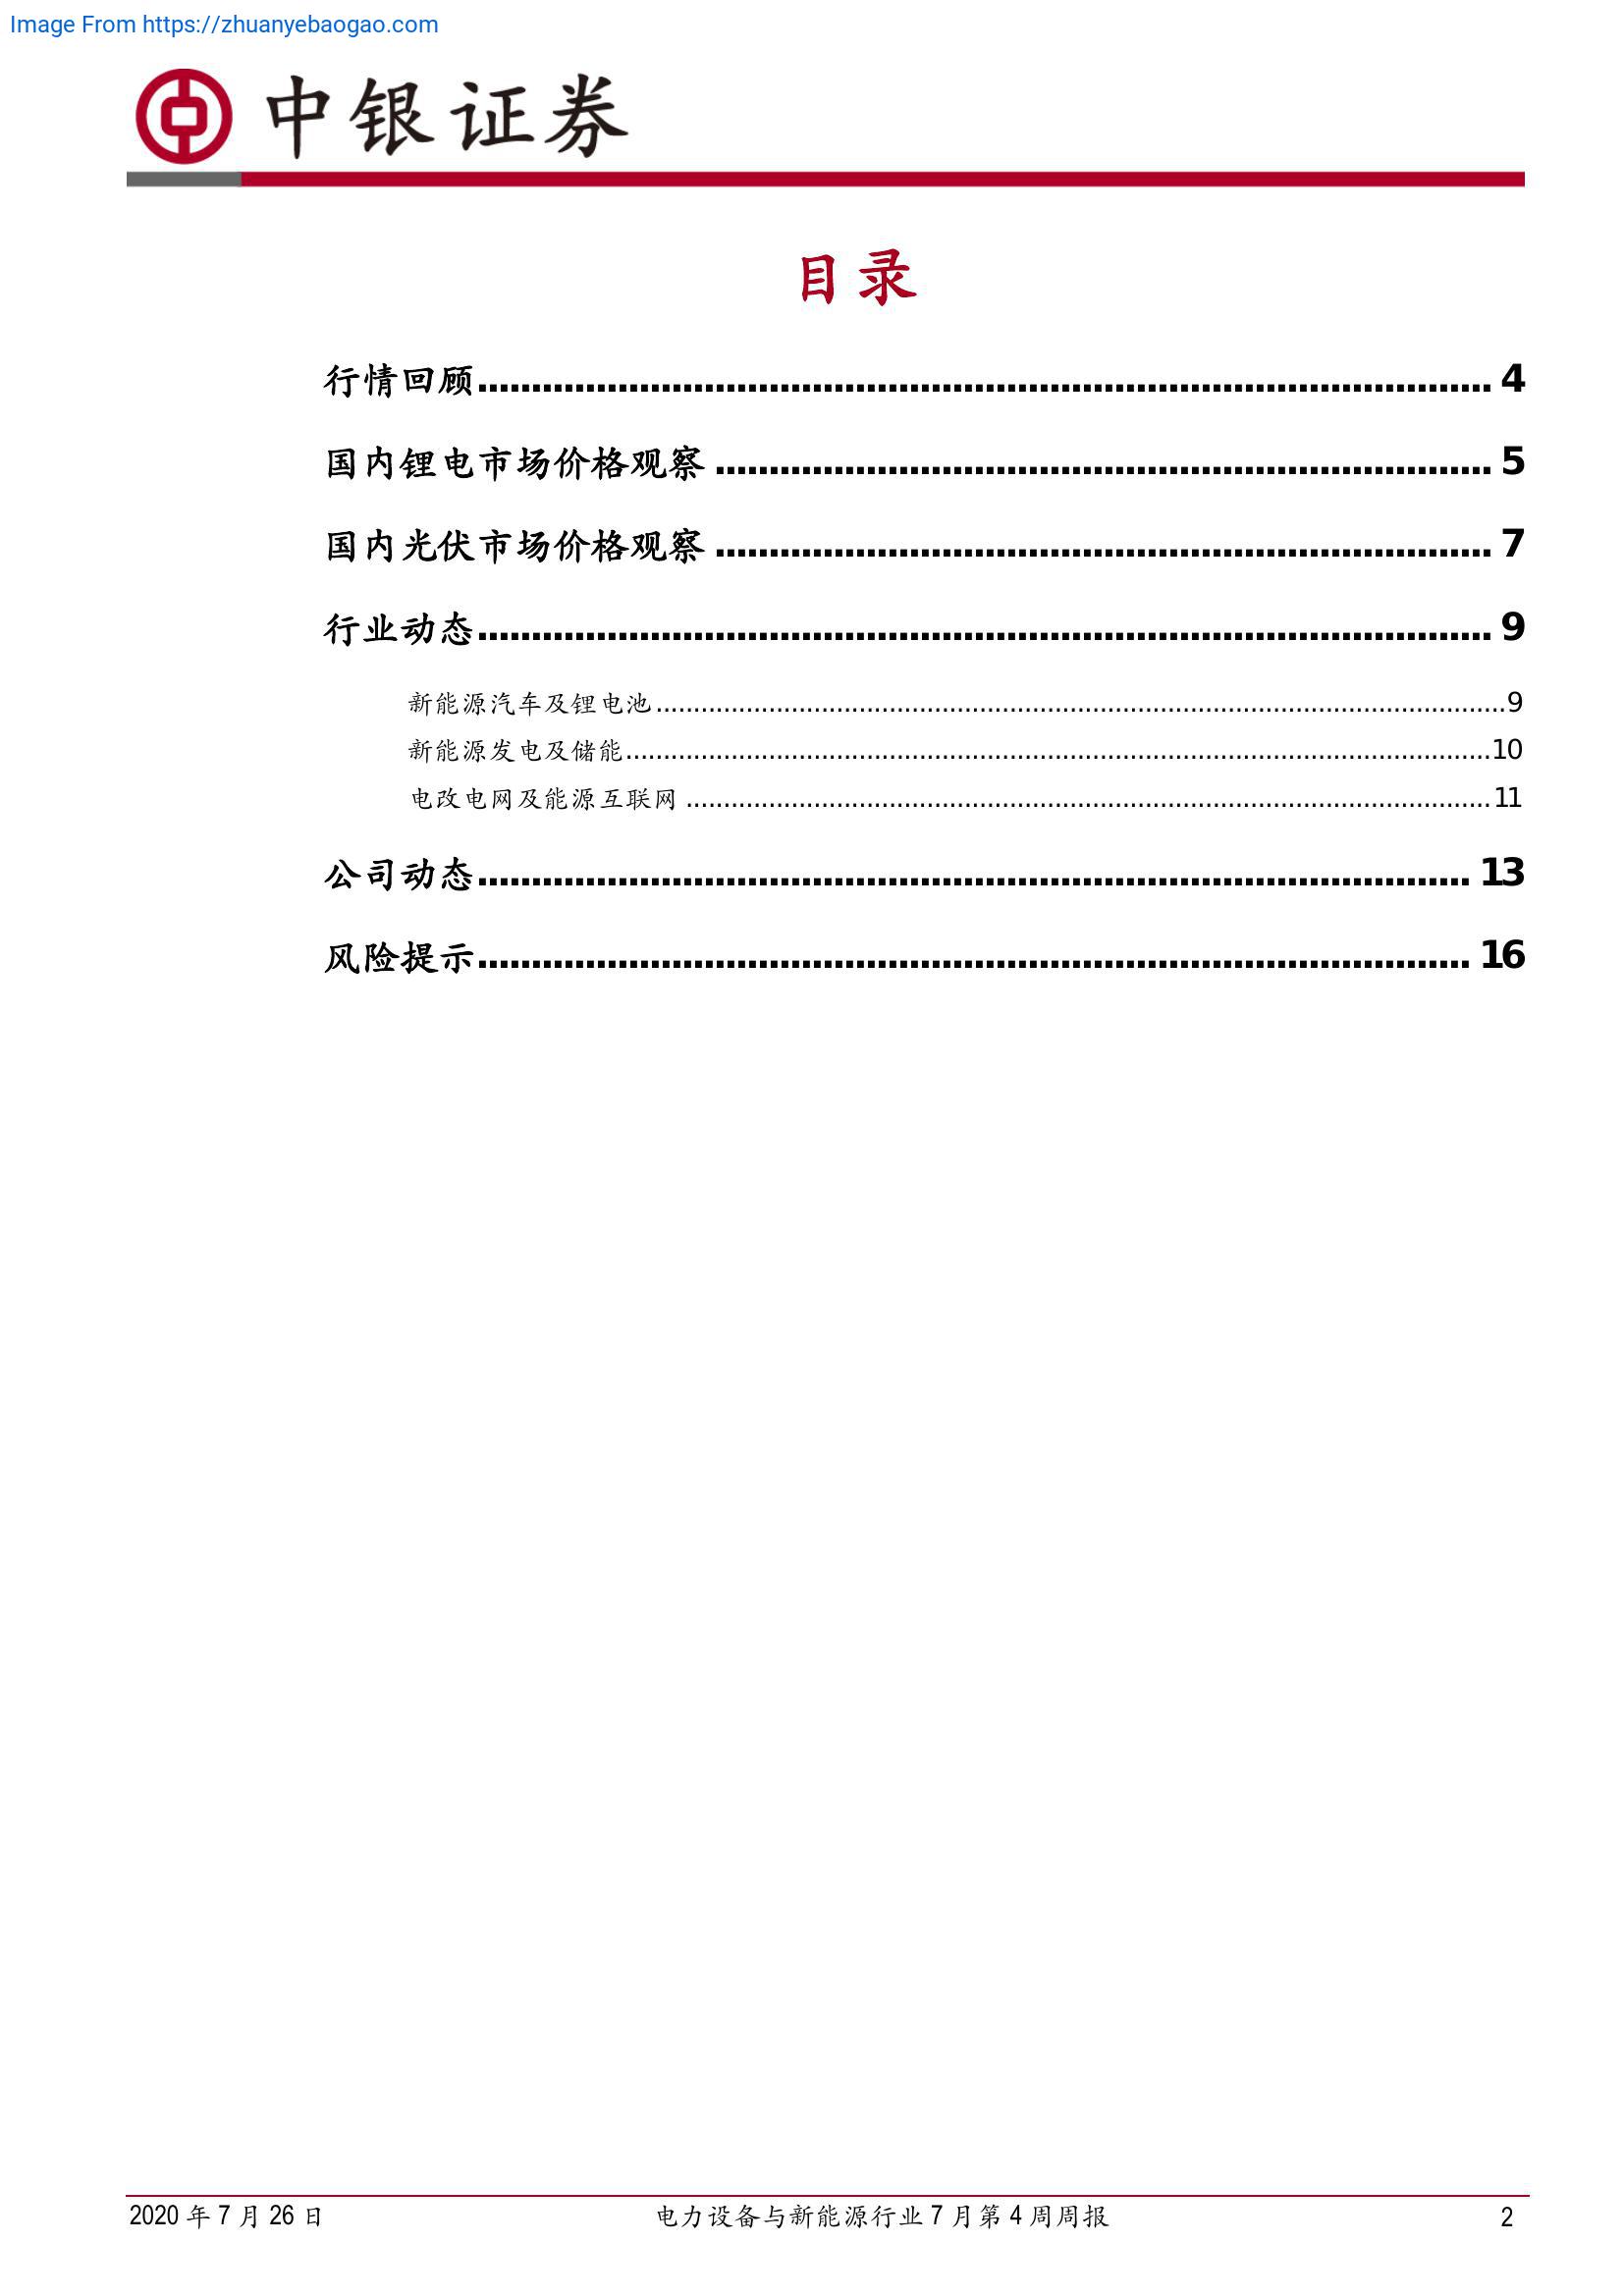 Image From https://zhuanyebaogao.com
中银证券
目录
行情回顾........................................................................................ 4
国内锂电市场价格观察 .................................................................... 5
国内光伏市场价格观察 .................................................................... 7
行业动态........................................................................................ 9
新能源汽车及锂电池................................................................................................................9
新能源发电及储能..................................................................................................................10
电改电网及能源互联网 ...........................................................................................................11
公司动态...................................................................................... 13
风险提示...................................................................................... 16
2020 年 7 月 26 日 电力设备与新能源行业 7 月第 4 周周报 2